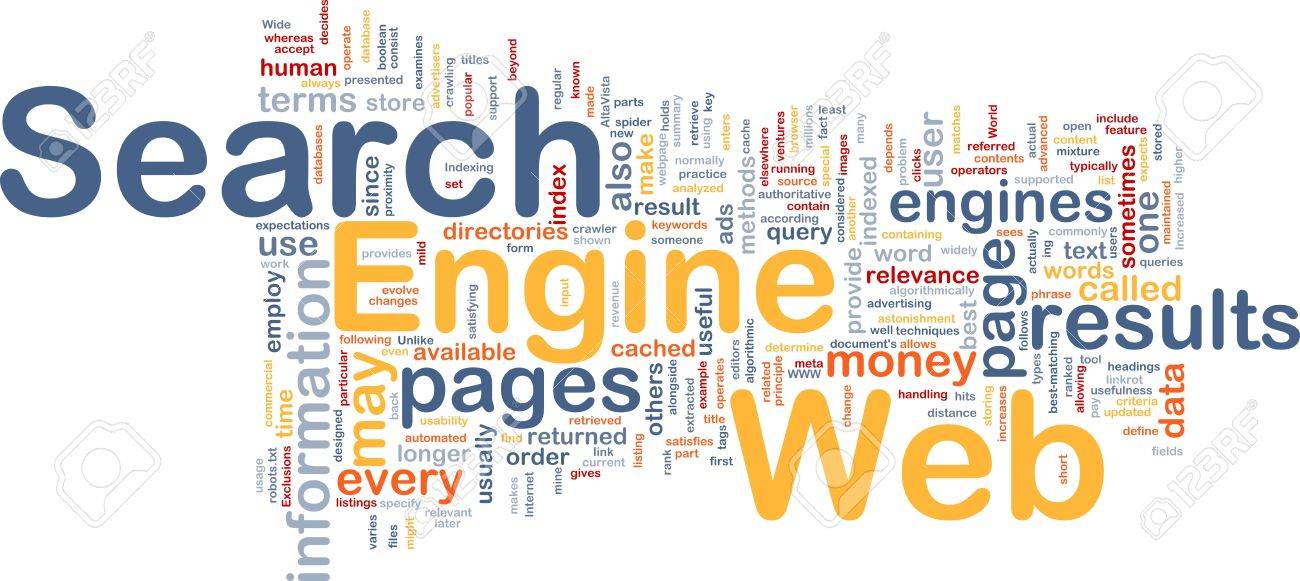 Search
Engine
Web
pages
results
engines
page
information
may
every
money
data
use
terms
store
human
also
make
result
index
directories
available
cached
useful
others
returned
order
longer
usually
time
employ
since
ads
methods
query
user
indexed
word
relevance
provide
best
text
words
called
one
sometimes
Wide
whereas
accept
decides
operate
database
boolean
consist
always
presented
examines
advertisers
crawling
titles
popular
support
beyond
regular
known
made
AltaVista
parts
spider
new
holds
summary
retrieve
using
key
enters
cache
webpage
normally
practice
analyzed
keywords
someone
elsewhere
ventures
running
source
authoritative
contain
according
browser
millions
fact
least
special
images
considered
another
many
depends
problem
clicks
containing
matches
referred
World
contents
operators
supported
actual
advanced
open
content
mixture
typically
list
include
feature
expects
stored
higher
maintained
Increased
queries
sees
commonly
actually
ing
users
widely
algorithmically
advertising
astonishment
well
techniques
document's
allows
determine
phrase
follows
databases
proximity
Indexing
set
expectations
work
provides
mild
form
crawler
shown
evolve
changes
satisfying
input
revenue
following
Unlike
even
particular
commercial
designed
back
usability
automated
find
retrieved
link
current
gives
listing
rank
satisfies
part
alongside
extracted
example
title
tags
operates
first
editors
algorithmic
related
principle
WWW
meta
change
handling
hits
distance
storing
increases
types
best-matching
ranked
pay
allowing
tool
headings
linkrot
usefulness
criteria
updated
define
fields
short
usage
robots.txt
Exclusions
listings
specify
varies
files
might
relevant
later
makes
Internet
mine
123RF